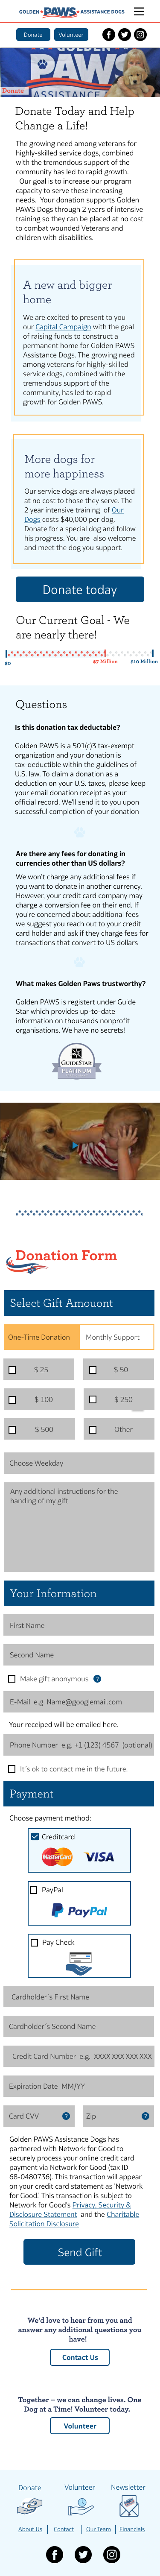 GOLDEN PAWS ASSISTANCE DOGS
Donate
Volunteer
GOLDEN
PAWS
Donate
Donate Today and Help
Change a Life!
The growing need among veterans for
highly-skilled service dogs, combined
with the tremendous support of the
community has led to rapid growth
. Our goal is to increase our dogs
capacity to serve these increasing
needs. Your donation supports Golden
PAWS Dogs through 2 years of intensive
training so they can be placed at no cost
to combat wounded Veterans and
children with disabilities.
A new and bigger
home
We are excited to present to you
our Capital Campaign with the goal
of raising funds to construct a
permanent home for Golden PAWS
Assistance Dogs. The growing need
among veterans for highly-skilled
service dogs, combined with the
tremendous support of the
community, has led to rapid
growth for Golden PAWS.
More dogs for
more happiness
Our service dogs are always placed
at no cost to those they serve. The
2 year intensive training of Our
Dogs costs $40,000 per dog.
Donate for a special dog and follow
his progress. You are also welcome
and meet the dog you support.
Donate today
Our Current Goal - We
are nearly there!
$0
$7 Million
$10 Million
Questions
Is this donation tax deductable?
Golden PAWS is a 501(c)3 tax-exempt
organization and your donation is
tax-deductible within the guidelines of
U.S. law. To claim a donation as a
deduction on your U.S. taxes, please keep
your email donation receipt as your
official record. We'll send it to you upon
successful completion of your donation
Are there any fees for donating in
currencies other than US dollars?
We won't charge any additional fees if
you're donating in another currency.
However, your credit card company may
charge a conversion fee on their end. If
you're concerned about additional fees
we suggest you reach out to your credit
card holder and ask if they charge fees for
transactions that convert to US dollars
What makes Golden Paws trustworthy?
Golden PAWS is registert under Guide
Star which provides up-to-date
information on thousands nonprofit
organisations. We have no secrets!
GUIDESTAR
PLATINUM
Donation Form
Select Gift Amouont
One-Time Donation
Monthly Support
$ 25
$ 50
$ 100
$ 250
$ 500
Other
Choose Weekday
Any additional instructions for the
handing of my gift
Your Information
First Name
Second Name
Make gift anonymous ?
E-Mail e.g. Name@googlemail.com
Your receiped will be emailed here.
Phone Number e.g. +1 (123) 4567 (optional)
It´s ok to contact me in the future.
Payment
Choose payment method:
Creditcard
MasterCard
VISA
PayPal
PayPal
Pay Check
Cardholder´s First Name
Cardholder´s Second Name
Credit Card Number e.g. XXXX XXX XXX XXX
Expiration Date MM/YY
Card CVV ?
Zip ?
Golden PAWS Assistance Dogs has
partnered with Network for Good to
securely process your online credit card
payment via Network for Good (tax ID
68-0480736). This transaction will appear
on your credit card statement as 'Network
for Good.' This transaction is subject to
Network for Good's Privacy, Security &
Disclosure Statement and the Charitable
Solicitation Disclosure
Send Gift
We'd love to hear from you and
answer any additional questions you
have!
Contact Us
Together – we can change lives. One
Dog at a Time! Volunteer today.
Volunteer
Donate
Volunteer
Newsletter
About Us
Contact
Our Team
Financials